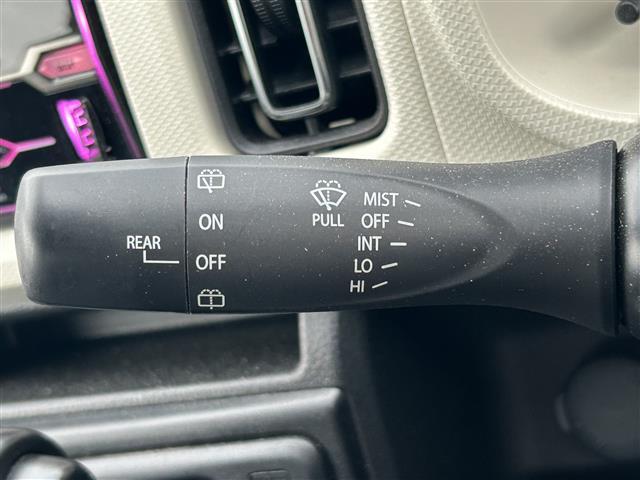 REAR
ON
OFF
PULL
MIST
OFF
INT
LO
HI